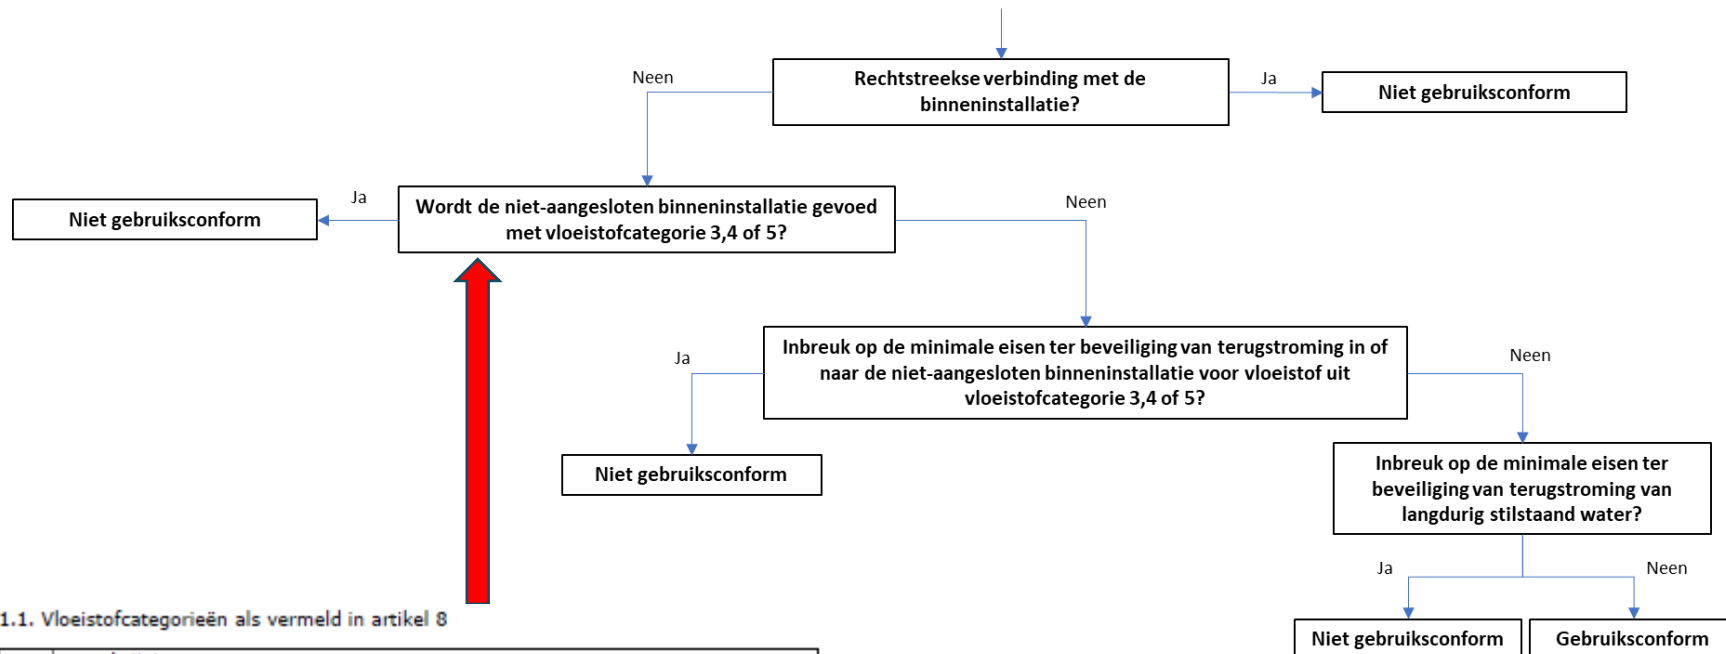 Neen
Rechtstreekse verbinding met de
binneninstallatie?
Ja
Niet gebruiksconform
Ja
Niet gebruiksconform
Wordt de niet-aangesloten binneninstallatie gevoed
met vloeistofcategorie 3,4 of 5?
Neen
Ja
Inbreuk op de minimale eisen ter beveiliging van terugstroming in of
naar de niet-aangesloten binneninstallatie voor vloeistof uit
vloeistofcategorie 3,4 of 5?
Neen
Niet gebruiksconform
Inbreuk op de minimale eisen ter
beveiliging van terugstroming van
langdurig stilstaand water?
Ja
Neen
Niet gebruiksconform
Gebruiksconform
1.1. Vloeistofcategorieën als vermeld in artikel 8